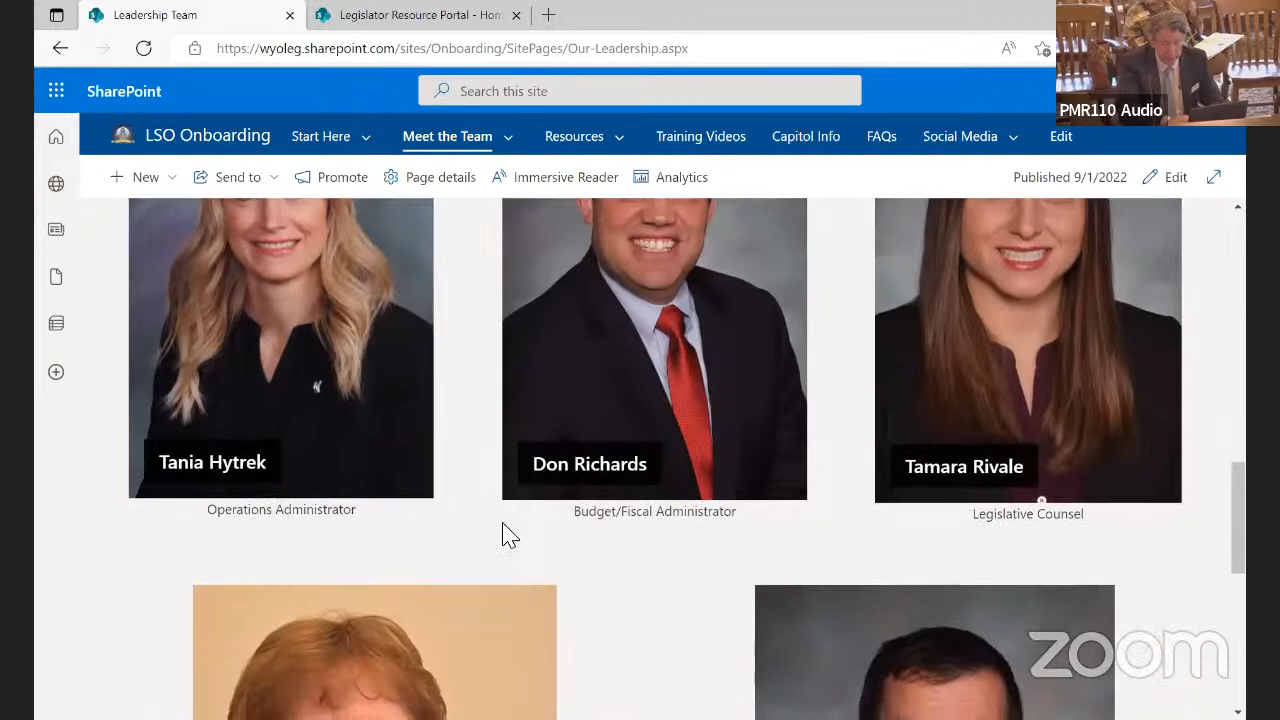 Leadership Team
Legislator Resource Portal - Hon
https://wyoleg.sharepoint.com/sites/Onboarding/SitePages/Our-Leadership.aspx
PMR110 Audio
SharePoint
Search this site
LSO Onboarding
Start Here
Meet the Team
Resources
Training Videos
Capitol Info
FAQs
Social Media
Edit
New
Send to
Promote
Page details
Immersive Reader
Analytics
Published 9/1/2022
Edit
Tania Hytrek
Don Richards
Tamara Rivale
Operations Administrator
Budget/Fiscal Administrator
Legislative Counsel
zoom